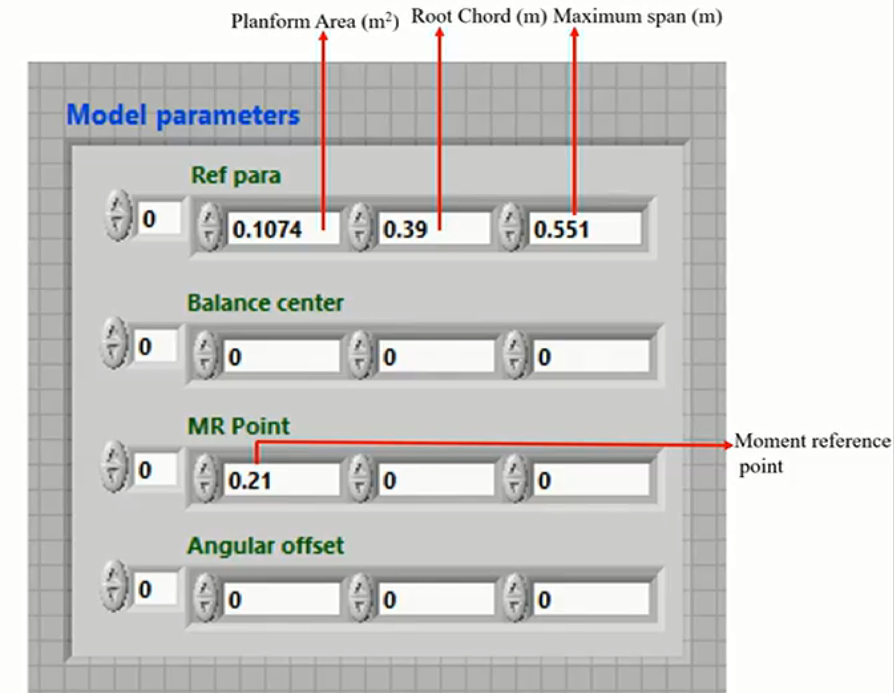 Planform Area (m²) Root Chord (m) Maximum span (m)
Model parameters
Ref para
0 0.1074 0.39 0.551
Balance center
0 0 0 0
MR Point
Moment reference
point
0 0.21 0 0
Angular offset
0 0 0 0